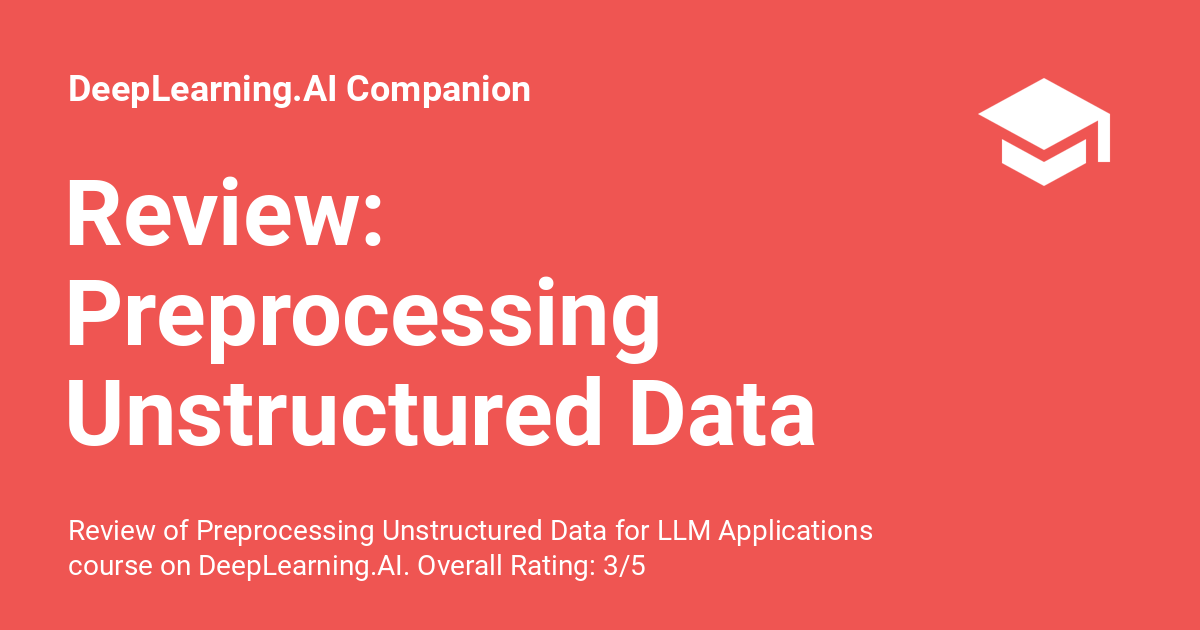 DeepLearning.AI Companion
Review:
Preprocessing
Unstructured Data
Review of Preprocessing Unstructured Data for LLM Applications
course on DeepLearning.AI. Overall Rating: 3/5